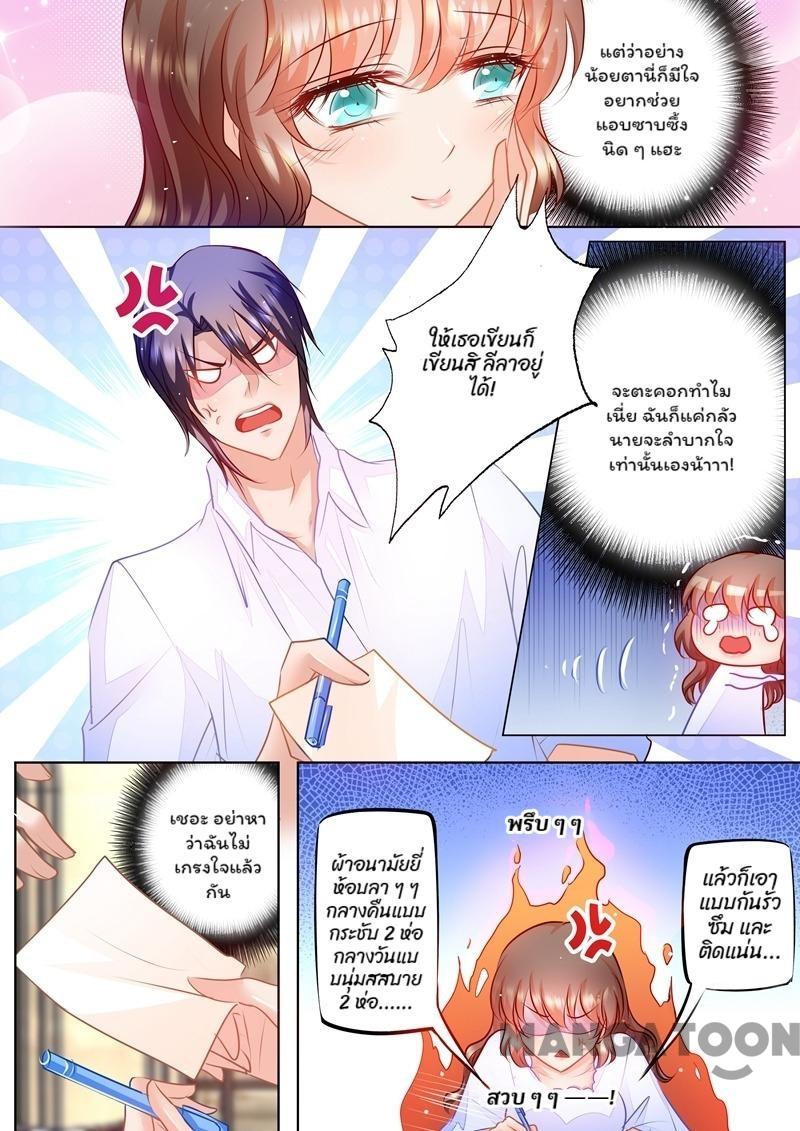 แต่ว่าอย่าง
น้อยตานี่ก็มีใจ
อยากช่วย
แอบซาบซึ้ง
นิด ๆ แฮะ
ให้เธอเขียนก็
เขียนสิ ลีลาอยู่
ได้!
จะตะคอกทำไม
เนี่ย ฉันก็แค่กลัว
นายจะลำบากใจ
เท่านั้นเองน้าาา!
เชอะ อย่าหา
ว่าฉันไม่
เกรงใจแล้ว
กัน
พรึบ ๆ ๆ
ผ้าอนามัยยี่
ห้อบลา ๆ ๆ
กลางคืนแบบ
กระชับ 2 ห่อ
กลางวันแบ
บนุ่มสสบาย
2 ห่อ......
แล้วก็เอา
แบบกันรั่ว
ซึม และ
ติดแน่น...
MANGATOON
สวบ ๆ ๆ ——!